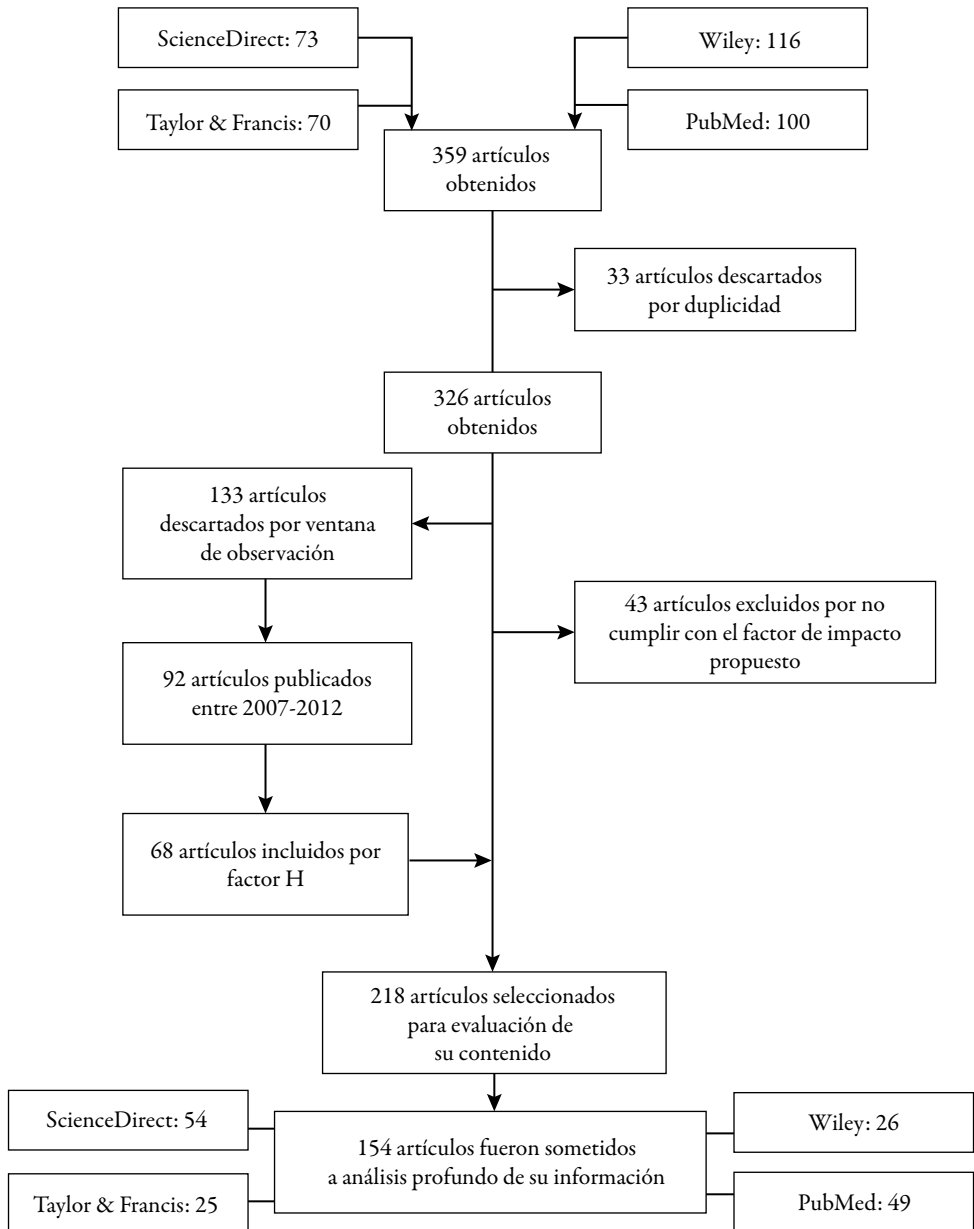 ScienceDirect: 73
Wiley: 116
Taylor & Francis: 70
PubMed: 100
359 artículos
obtenidos
33 artículos descartados
por duplicidad
326 artículos
obtenidos
133 artículos
descartados por ventana
de observación
43 artículos excluidos por no
cumplir con el factor de impacto
propuesto
92 artículos publicados
entre 2007-2012
68 artículos incluidos por
factor H
218 artículos seleccionados
para evaluación de
su contenido
ScienceDirect: 54
Wiley: 26
154 artículos fueron sometidos
a análisis profundo de su información
Taylor & Francis: 25
PubMed: 49